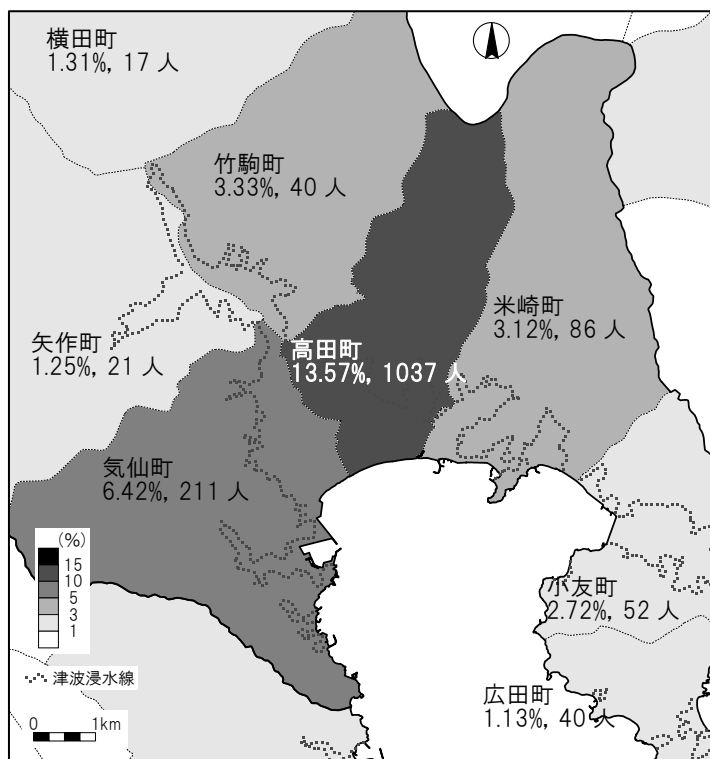 横田町
1.31%, 17 人
竹駒町
3.33%, 40 人
米崎町
3.12%, 86 人
矢作町
1.25%, 21 人
高田町
13.57%, 1037 人
気仙町
6.42%, 211 人
(%)
15
10
5
3
1
小友町
2.72%, 52 人
津波浸水線
広田町
1.13%, 40 人
0 1km